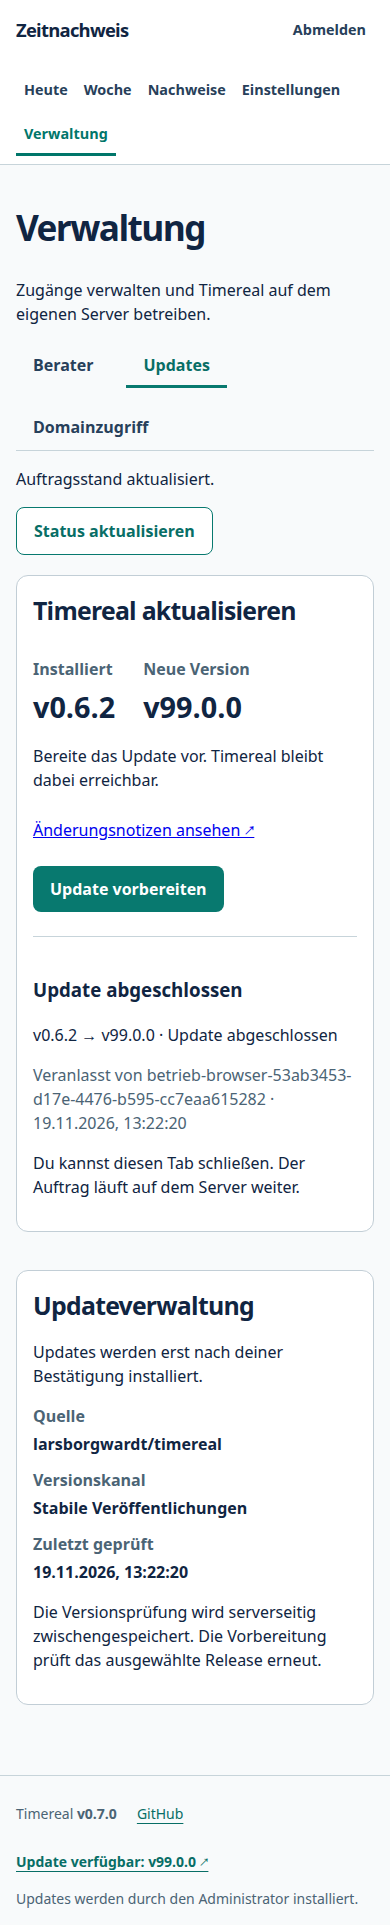 Zeitnachweis
Abmelden
Heute Woche Nachweise Einstellungen
Verwaltung
Verwaltung
Zugänge verwalten und Timereal auf dem
eigenen Server betreiben.
Berater Updates
Domainzugriff
Auftragsstand aktualisiert.
Status aktualisieren
Timereal aktualisieren
Installiert Neue Version
v0.6.2 v99.0.0
Bereite das Update vor. Timereal bleibt
dabei erreichbar.
Änderungsnotizen ansehen ↗
Update vorbereiten
Update abgeschlossen
v0.6.2 → v99.0.0 · Update abgeschlossen
Veranlasst von betrieb-browser-53ab3453-
d17e-4476-b595-cc7eaa615282 ·
19.11.2026, 13:22:20
Du kannst diesen Tab schließen. Der
Auftrag läuft auf dem Server weiter.
Updateverwaltung
Updates werden erst nach deiner
Bestätigung installiert.
Quelle
larsborgwardt/timereal
Versionskanal
Stabile Veröffentlichungen
Zuletzt geprüft
19.11.2026, 13:22:20
Die Versionsprüfung wird serverseitig
zwischengespeichert. Die Vorbereitung
prüft das ausgewählte Release erneut.
Timereal v0.7.0 GitHub
Update verfügbar: v99.0.0 ↗
Updates werden durch den Administrator installiert.